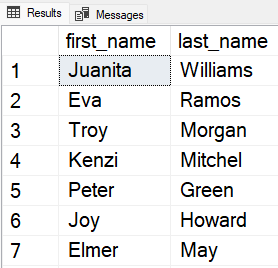 Results Messages
first_name last_name
1 Juanita Williams
2 Eva Ramos
3 Troy Morgan
4 Kenzi Mitchel
5 Peter Green
6 Joy Howard
7 Elmer May